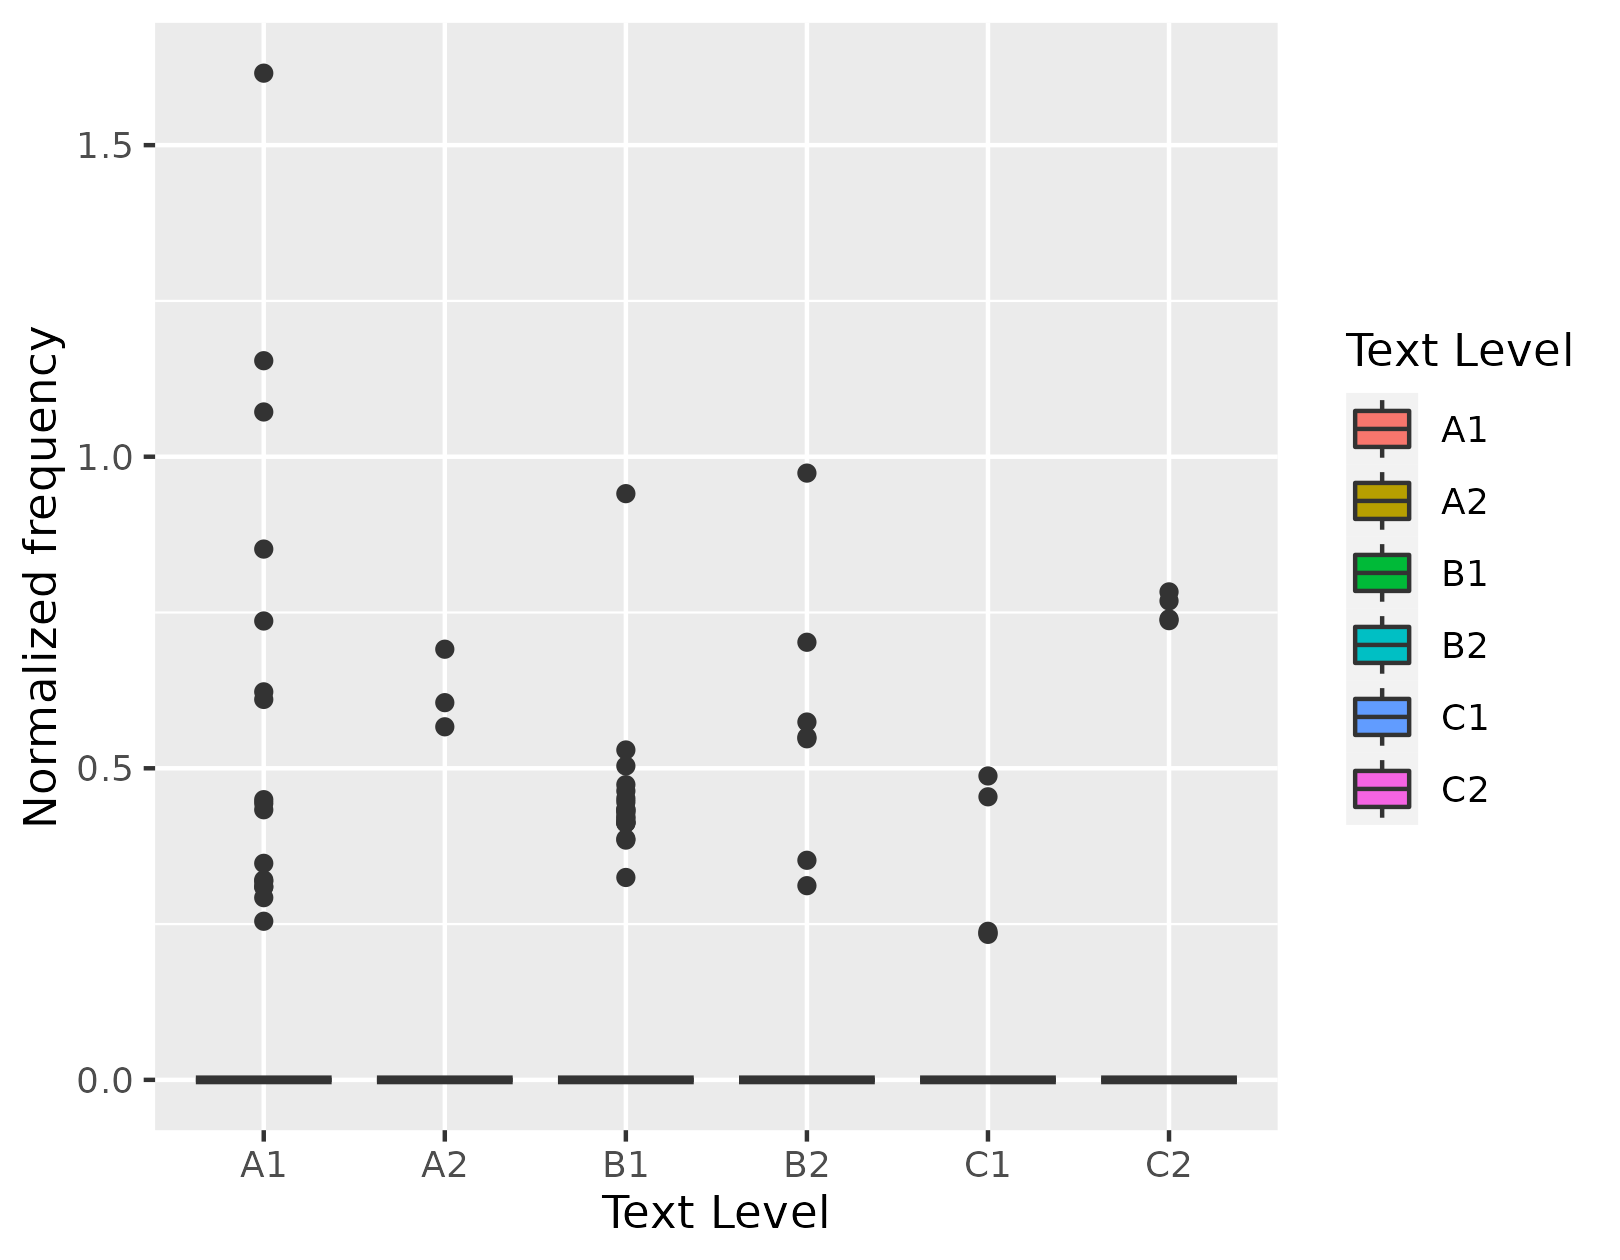 Normalized frequency
1.5
1.0
0.5
0.0
A1 A2 B1 B2 C1 C2
Text Level
Text Level
A1
A2
B1
B2
C1
C2